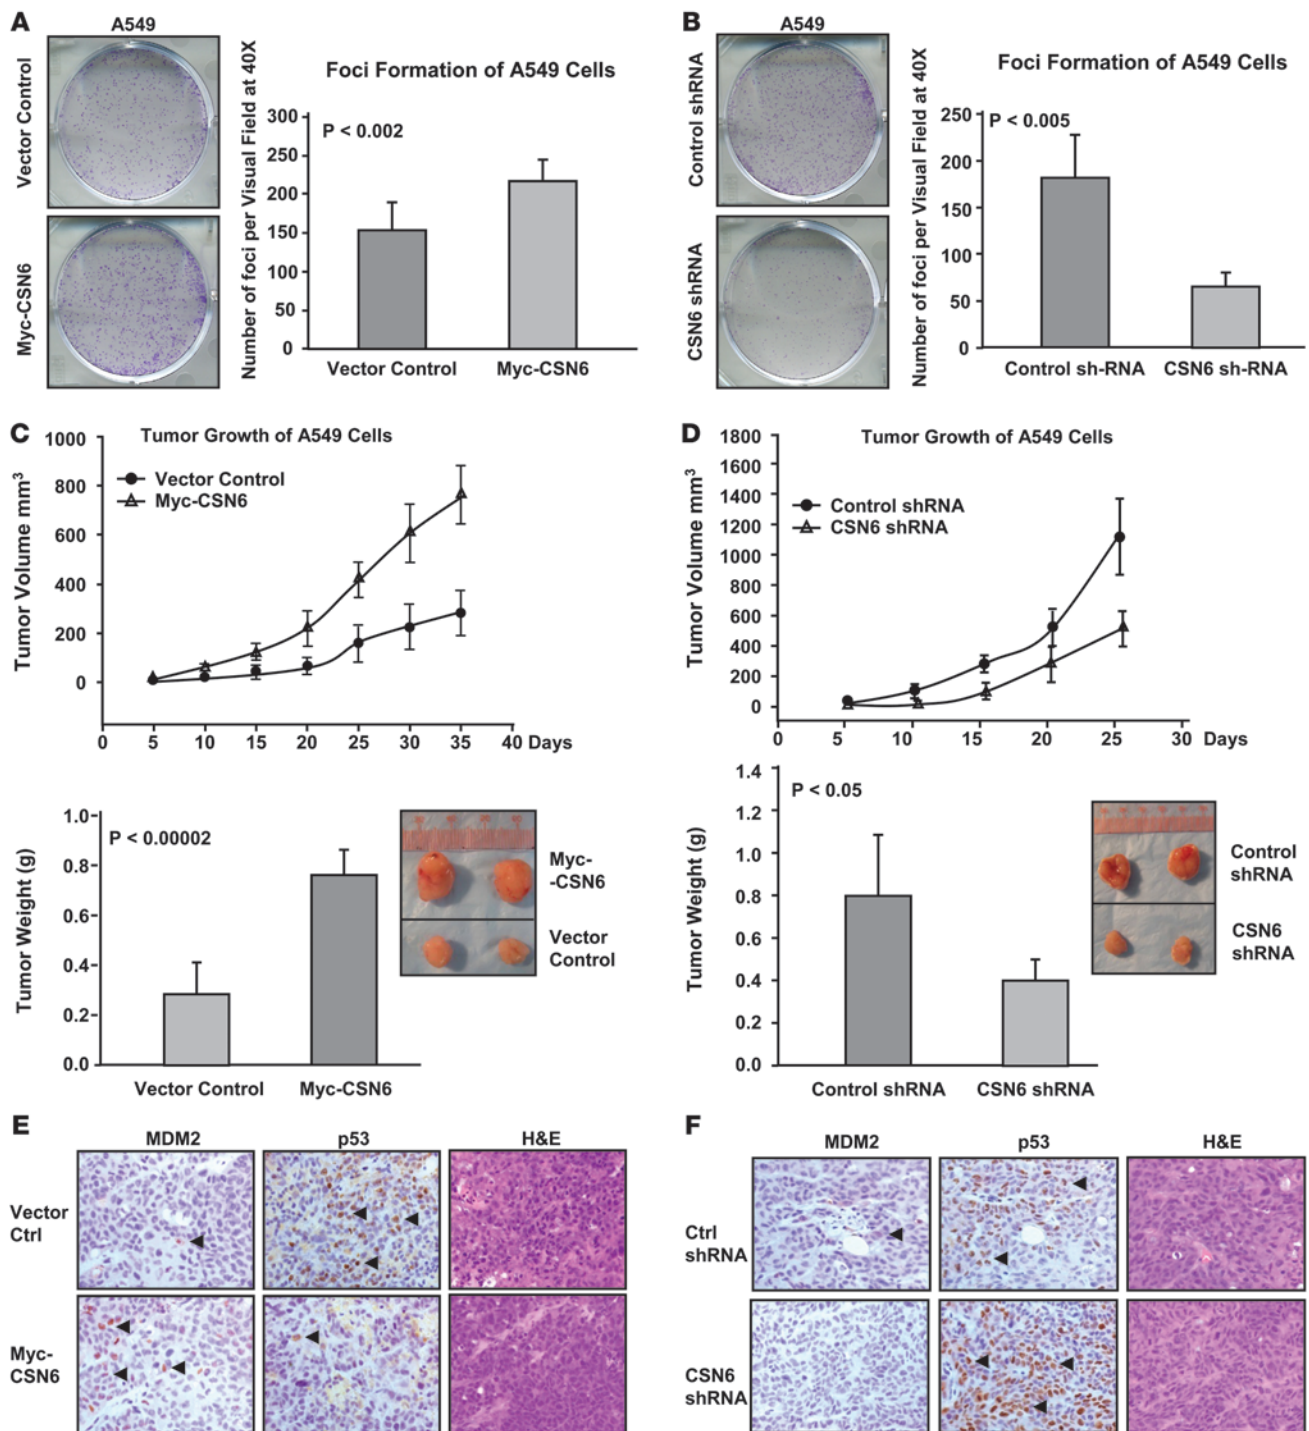 A
A549
Vector Control
Myc-CSN6
Number of foci per Visual Field at 40X
Foci Formation of A549 Cells
P < 0.002
300
250
200
150
100
50
0
Vector Control
Myc-CSN6
B
A549
Control shRNA
CSN6 shRNA
Number of foci per Visual Field at 40X
Foci Formation of A549 Cells
P < 0.005
250
200
150
100
50
0
Control sh-RNA
CSN6 sh-RNA
C
Tumor Growth of A549 Cells
Tumor Volume mm³
Vector Control
Myc-CSN6
1000
800
600
400
200
0
0 5 10 15 20 25 30 35 40 Days
Tumor Weight (g)
P < 0.00002
1.0
0.8
0.6
0.4
0.2
0.0
Vector Control
Myc-CSN6
Myc-
-CSN6
Vector
Control
D
Tumor Growth of A549 Cells
Tumor Volume mm³
Control shRNA
CSN6 shRNA
1800
1600
1400
1200
1000
800
600
400
200
0
0 5 10 15 20 25 30 Days
Tumor Weight (g)
P < 0.05
1.4
1.2
1.0
0.8
0.6
0.4
0.2
0.0
Control shRNA
CSN6 shRNA
Control
shRNA
CSN6
shRNA
E
MDM2
p53
H&E
Vector
Ctrl
Myc-
CSN6
F
MDM2
p53
H&E
Ctrl
shRNA
CSN6
shRNA